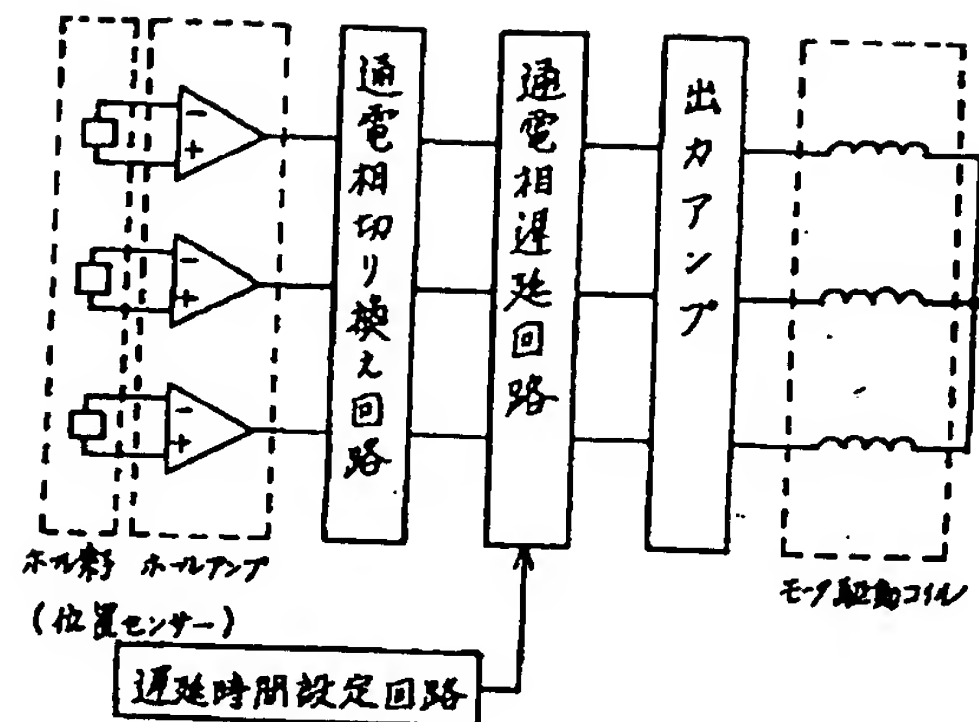 通電相切り換え回路
通電相遅延回路
出力アンプ
−
+
−
+
−
+
ホール素子
ホールアンプ
(位置センサー)
モータ駆動コイル
遅延時間設定回路